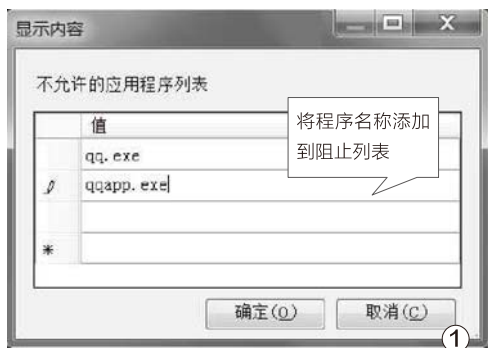 显示内容
不允许的应用程序列表
值
将程序名称添加
到阻止列表
qq.exe
qqapp.exe
*
确定(O)
取消(C)
①